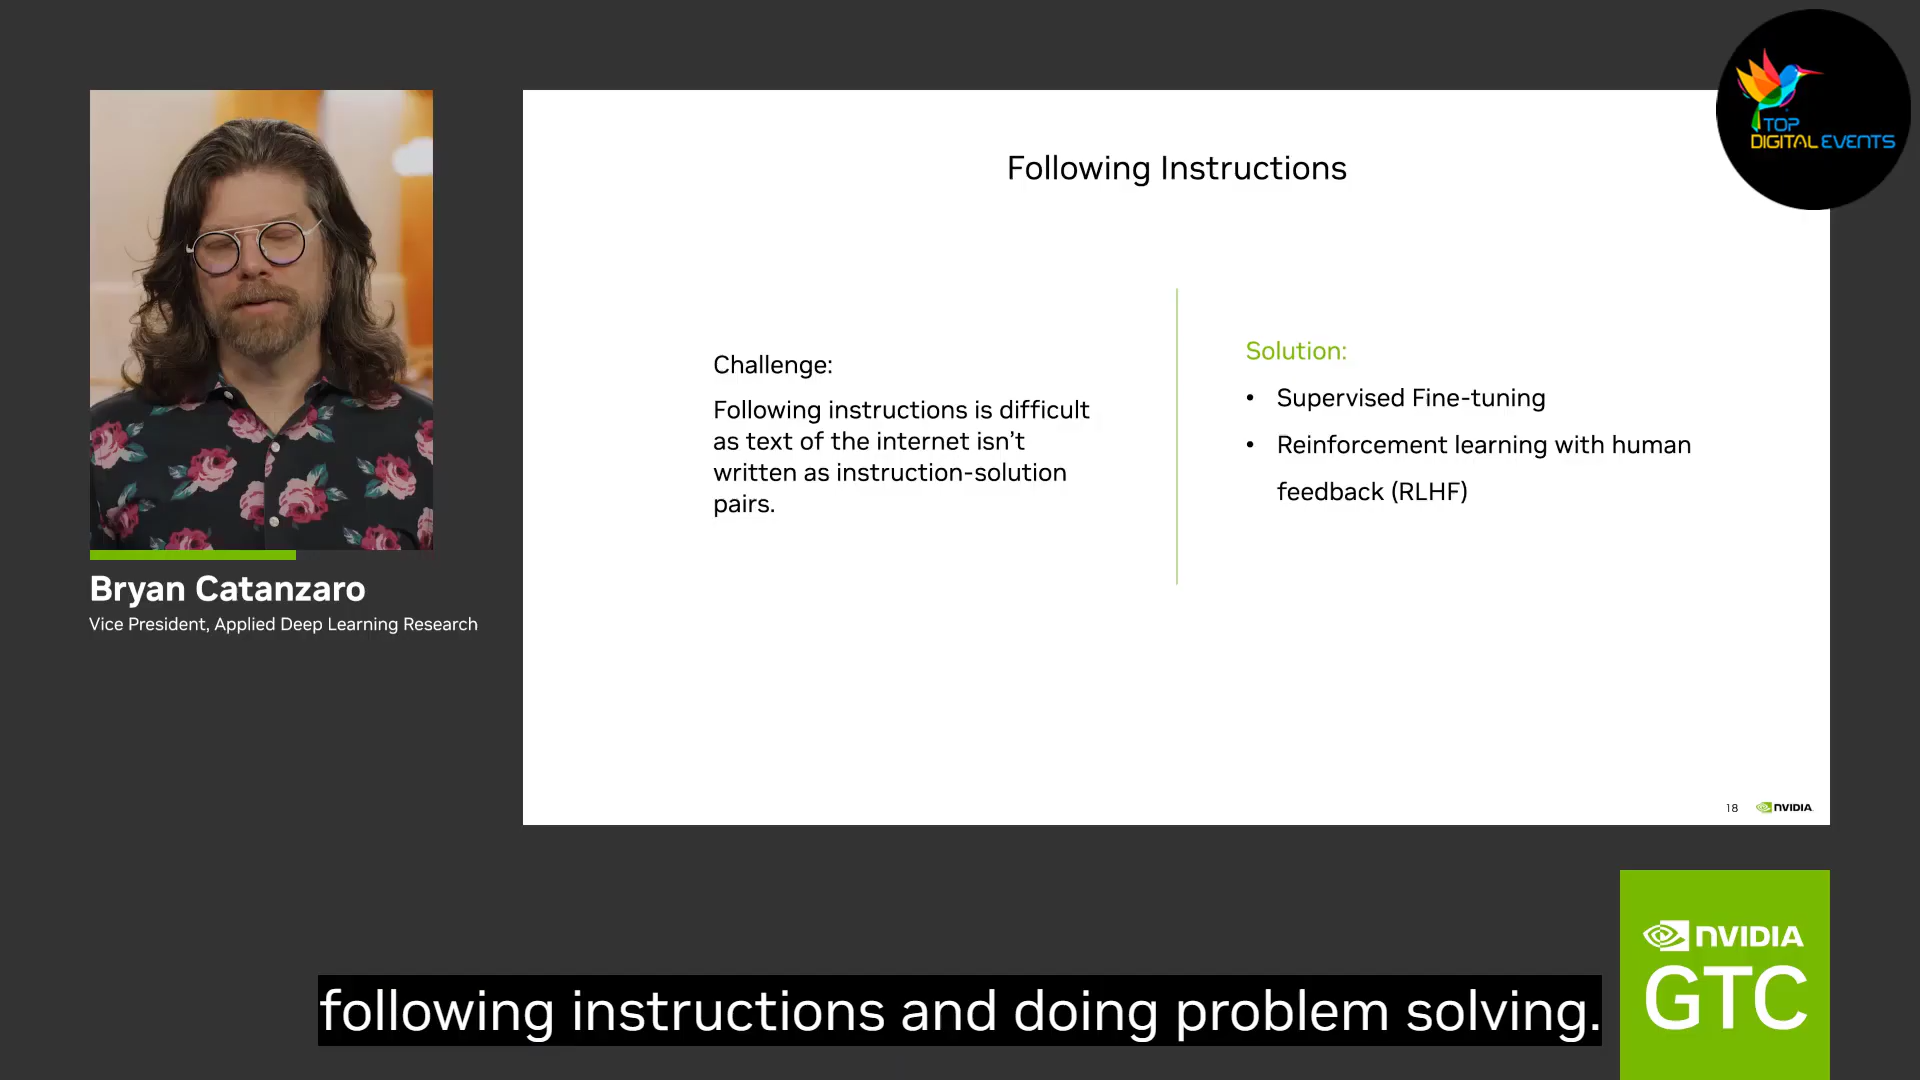 TOP
DIGITAL EVENTS
Following Instructions
Challenge:
Following instructions is difficult
as text of the internet isn’t
written as instruction-solution
pairs.
Solution:
• Supervised Fine-tuning
• Reinforcement learning with human
feedback (RLHF)
Bryan Catanzaro
Vice President, Applied Deep Learning Research
18
NVIDIA
NVIDIA
GTC
following instructions and doing problem solving.